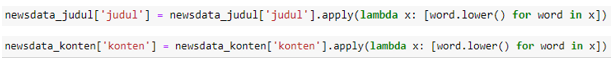 newsdata_judul['judul'] = newsdata_judul['judul'].apply(lambda x: [word.lower() for word in x])
newsdata_konten['konten'] = newsdata_konten['konten'].apply(lambda x: [word.lower() for word in x])